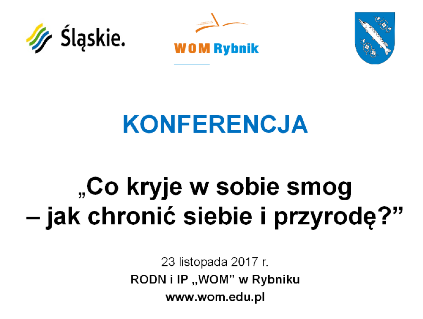 Śląskie.
WOM Rybnik
KONFERENCJA
„Co kryje w sobie smog
– jak chronić siebie i przyrodę?”
23 listopada 2017 r.
RODN i IP „WOM” w Rybniku
www.wom.edu.pl